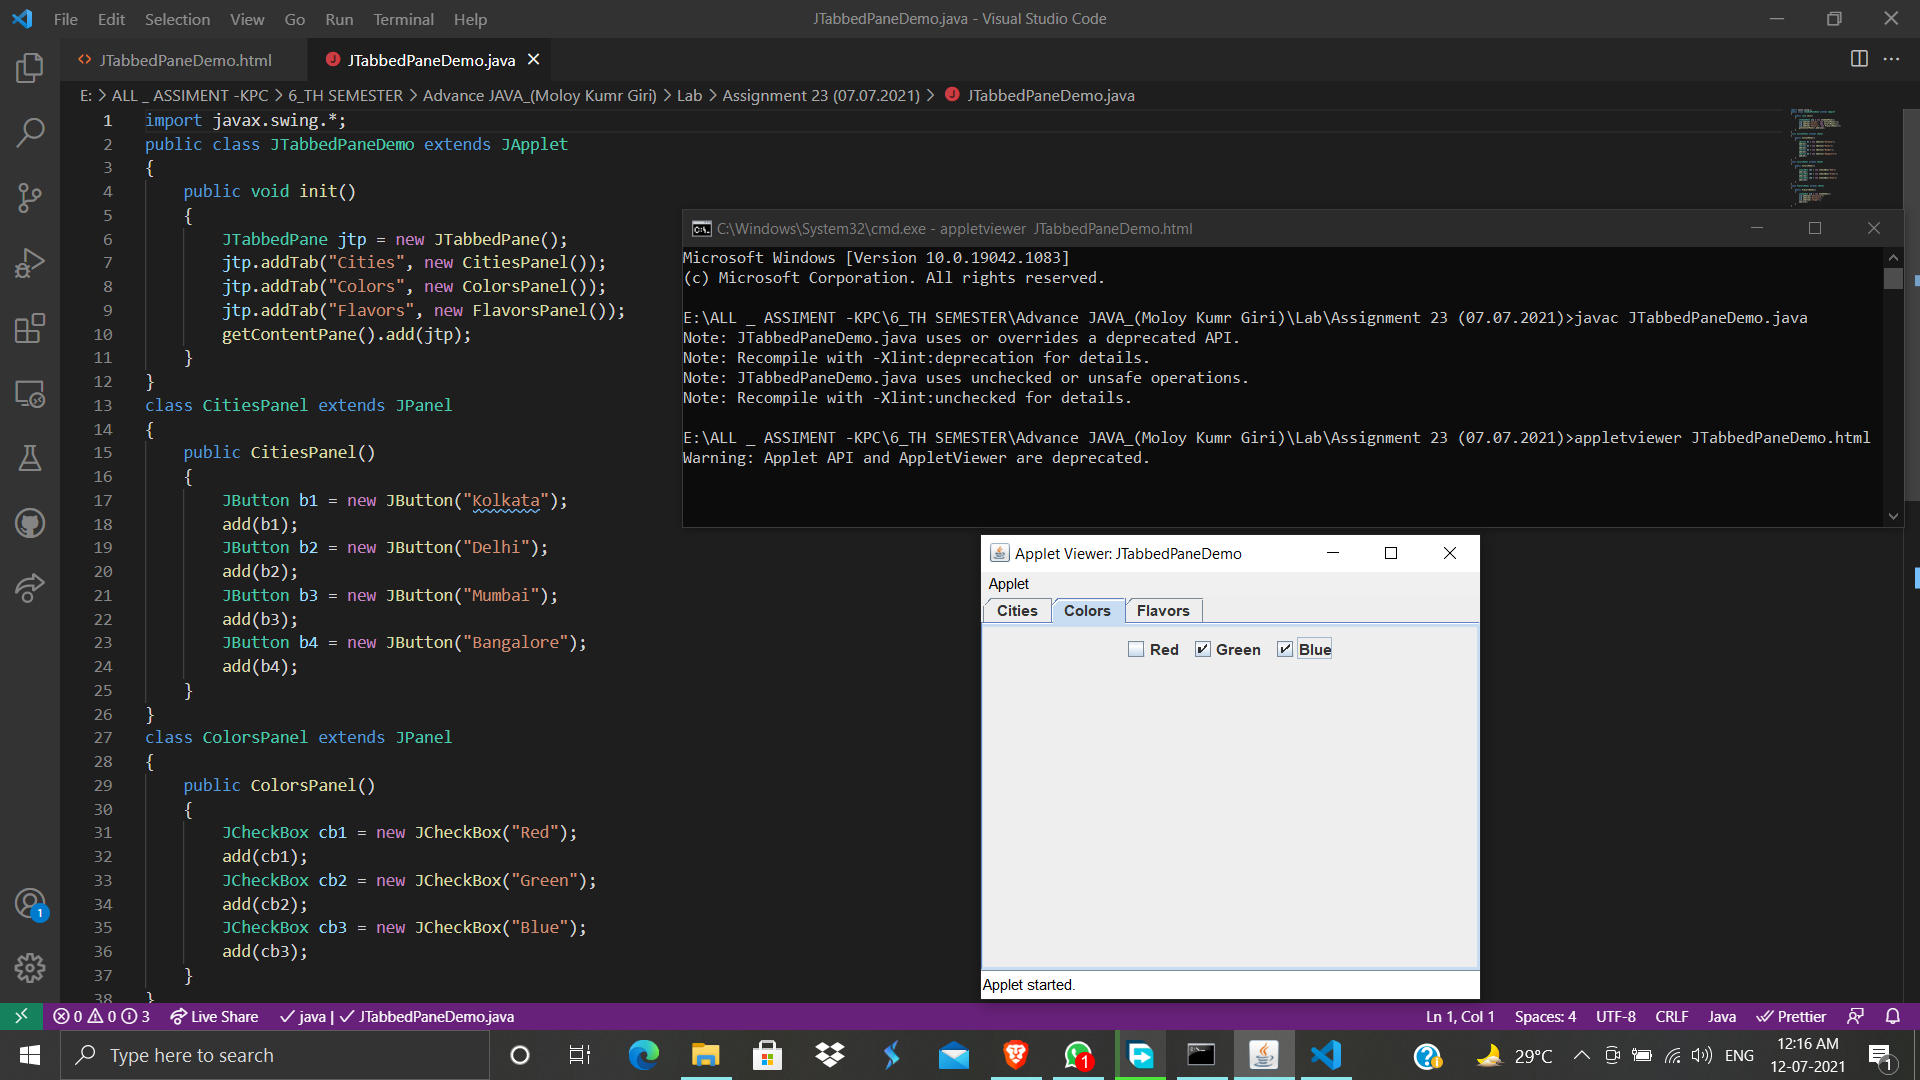 File Edit Selection View Go Run Terminal Help
JTabbedPaneDemo.java - Visual Studio Code
JTabbedPaneDemo.html
JTabbedPaneDemo.java
E: > ALL _ ASSIMENT -KPC > 6_TH SEMESTER > Advance JAVA_(Moloy Kumr Giri) > Lab > Assignment 23 (07.07.2021) > JTabbedPaneDemo.java
1 import javax.swing.*;
2 public class JTabbedPaneDemo extends JApplet
3 {
4 public void init()
5 {
6 JTabbedPane jtp = new JTabbedPane();
7 jtp.addTab("Cities", new CitiesPanel());
8 jtp.addTab("Colors", new ColorsPanel());
9 jtp.addTab("Flavors", new FlavorsPanel());
10 getContentPane().add(jtp);
11 }
12 }
13 class CitiesPanel extends JPanel
14 {
15 public CitiesPanel()
16 {
17 JButton b1 = new JButton("Kolkata");
18 add(b1);
19 JButton b2 = new JButton("Delhi");
20 add(b2);
21 JButton b3 = new JButton("Mumbai");
22 add(b3);
23 JButton b4 = new JButton("Bangalore");
24 add(b4);
25 }
26 }
27 class ColorsPanel extends JPanel
28 {
29 public ColorsPanel()
30 {
31 JCheckBox cb1 = new JCheckBox("Red");
32 add(cb1);
33 JCheckBox cb2 = new JCheckBox("Green");
34 add(cb2);
35 JCheckBox cb3 = new JCheckBox("Blue");
36 add(cb3);
37 }
38 }
C:\Windows\System32\cmd.exe - appletviewer JTabbedPaneDemo.html
Microsoft Windows [Version 10.0.19042.1083]
(c) Microsoft Corporation. All rights reserved.
E:\ALL _ ASSIMENT -KPC\6_TH SEMESTER\Advance JAVA_(Moloy Kumr Giri)\Lab\Assignment 23 (07.07.2021)>javac JTabbedPaneDemo.java
Note: JTabbedPaneDemo.java uses or overrides a deprecated API.
Note: Recompile with -Xlint:deprecation for details.
Note: JTabbedPaneDemo.java uses unchecked or unsafe operations.
Note: Recompile with -Xlint:unchecked for details.
E:\ALL _ ASSIMENT -KPC\6_TH SEMESTER\Advance JAVA_(Moloy Kumr Giri)\Lab\Assignment 23 (07.07.2021)>appletviewer JTabbedPaneDemo.html
Warning: Applet API and AppletViewer are deprecated.
Applet Viewer: JTabbedPaneDemo
Applet
Cities Colors Flavors
Red Green Blue
Applet started.
1
0 0 3 Live Share java | JTabbedPaneDemo.java
Ln 1, Col 1 Spaces: 4 UTF-8 CRLF Java Prettier
Type here to search
1
29°C ENG
12:16 AM
12-07-2021
1